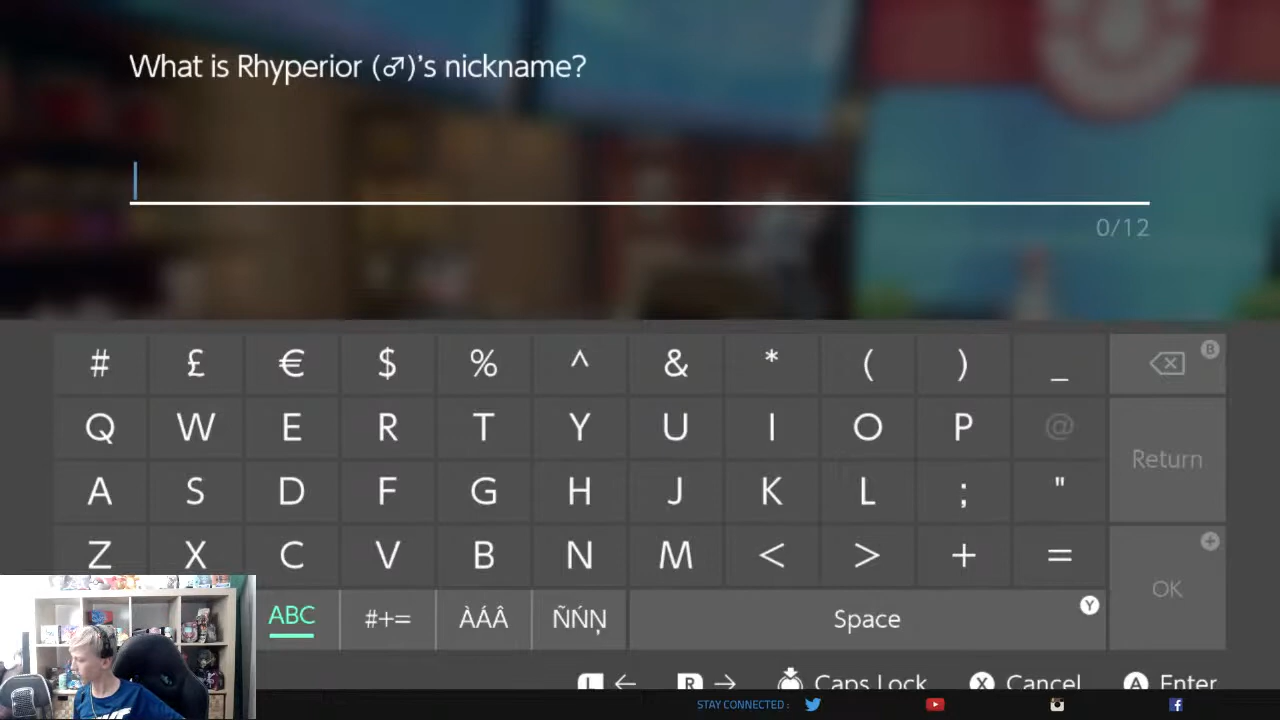 What is Rhyperior (♂)'s nickname?
0/12
# £ € $ % ^ & * ( ) _ B
Q W E R T Y U I O P @ Return
A S D F G H J K L ; "
Z X C V B N M < > + = + OK
ABC #+= ÀÁÂ ÑŃŅ Space Y
L ← R → Caps Lock X Cancel A Enter
STAY CONNECTED :